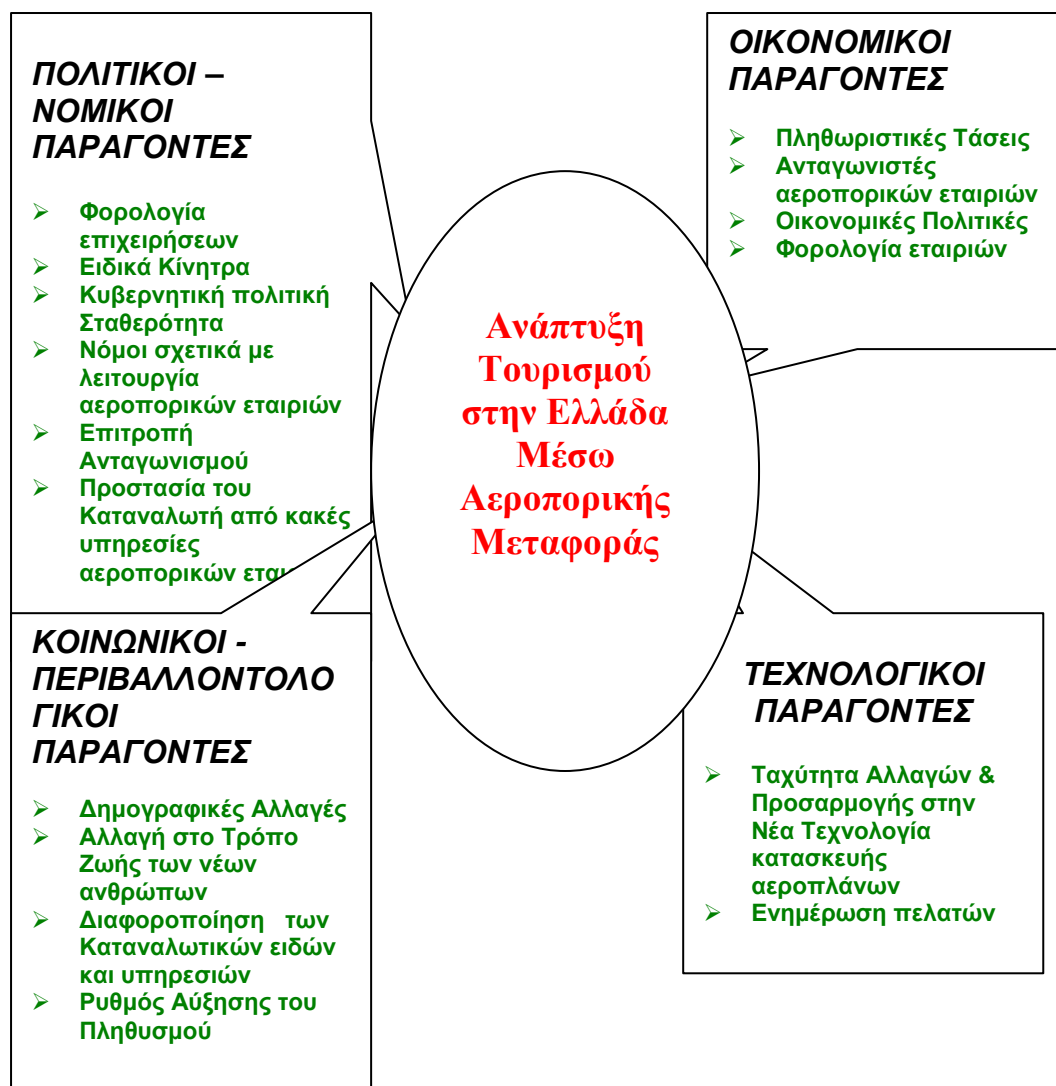 ΠΟΛΙΤΙΚΟΙ –
ΝΟΜΙΚΟΙ
ΠΑΡΑΓΟΝΤΕΣ
➢ Φορολογία
επιχειρήσεων
➢ Ειδικά Κίνητρα
➢ Κυβερνητική πολιτική
Σταθερότητα
➢ Νόμοι σχετικά με
λειτουργία
αεροπορικών εταιριών
➢ Επιτροπή
Ανταγωνισμού
➢ Προστασία του
Καταναλωτή από κακές
υπηρεσίες
αεροπορικών
ΟΙΚΟΝΟΜΙΚΟΙ
ΠΑΡΑΓΟΝΤΕΣ
➢ Πληθωριστικές Τάσεις
➢ Ανταγωνιστές
αεροπορικών εταιριών
➢ Οικονομικές Πολιτικές
➢ Φορολογία εταιριών
Ανάπτυξη
Τουρισμού
στην Ελλάδα
Μέσω
Αεροπορικής
Μεταφοράς
ΚΟΙΝΩΝΙΚΟΙ -
ΠΕΡΙΒΑΛΛΟΝΤΟΛΟ
ΓΙΚΟΙ
ΠΑΡΑΓΟΝΤΕΣ
➢ Δημογραφικές Αλλαγές
➢ Αλλαγή στο Τρόπο
Ζωής των νέων
ανθρώπων
➢ Διαφοροποίηση των
Καταναλωτικών ειδών
και υπηρεσιών
➢ Ρυθμός Αύξησης του
Πληθυσμού
ΤΕΧΝΟΛΟΓΙΚΟΙ
ΠΑΡΑΓΟΝΤΕΣ
➢ Ταχύτητα Αλλαγών &
Προσαρμογής στην
Νέα Τεχνολογία
κατασκευής
αεροπλάνων
➢ Ενημέρωση πελατών